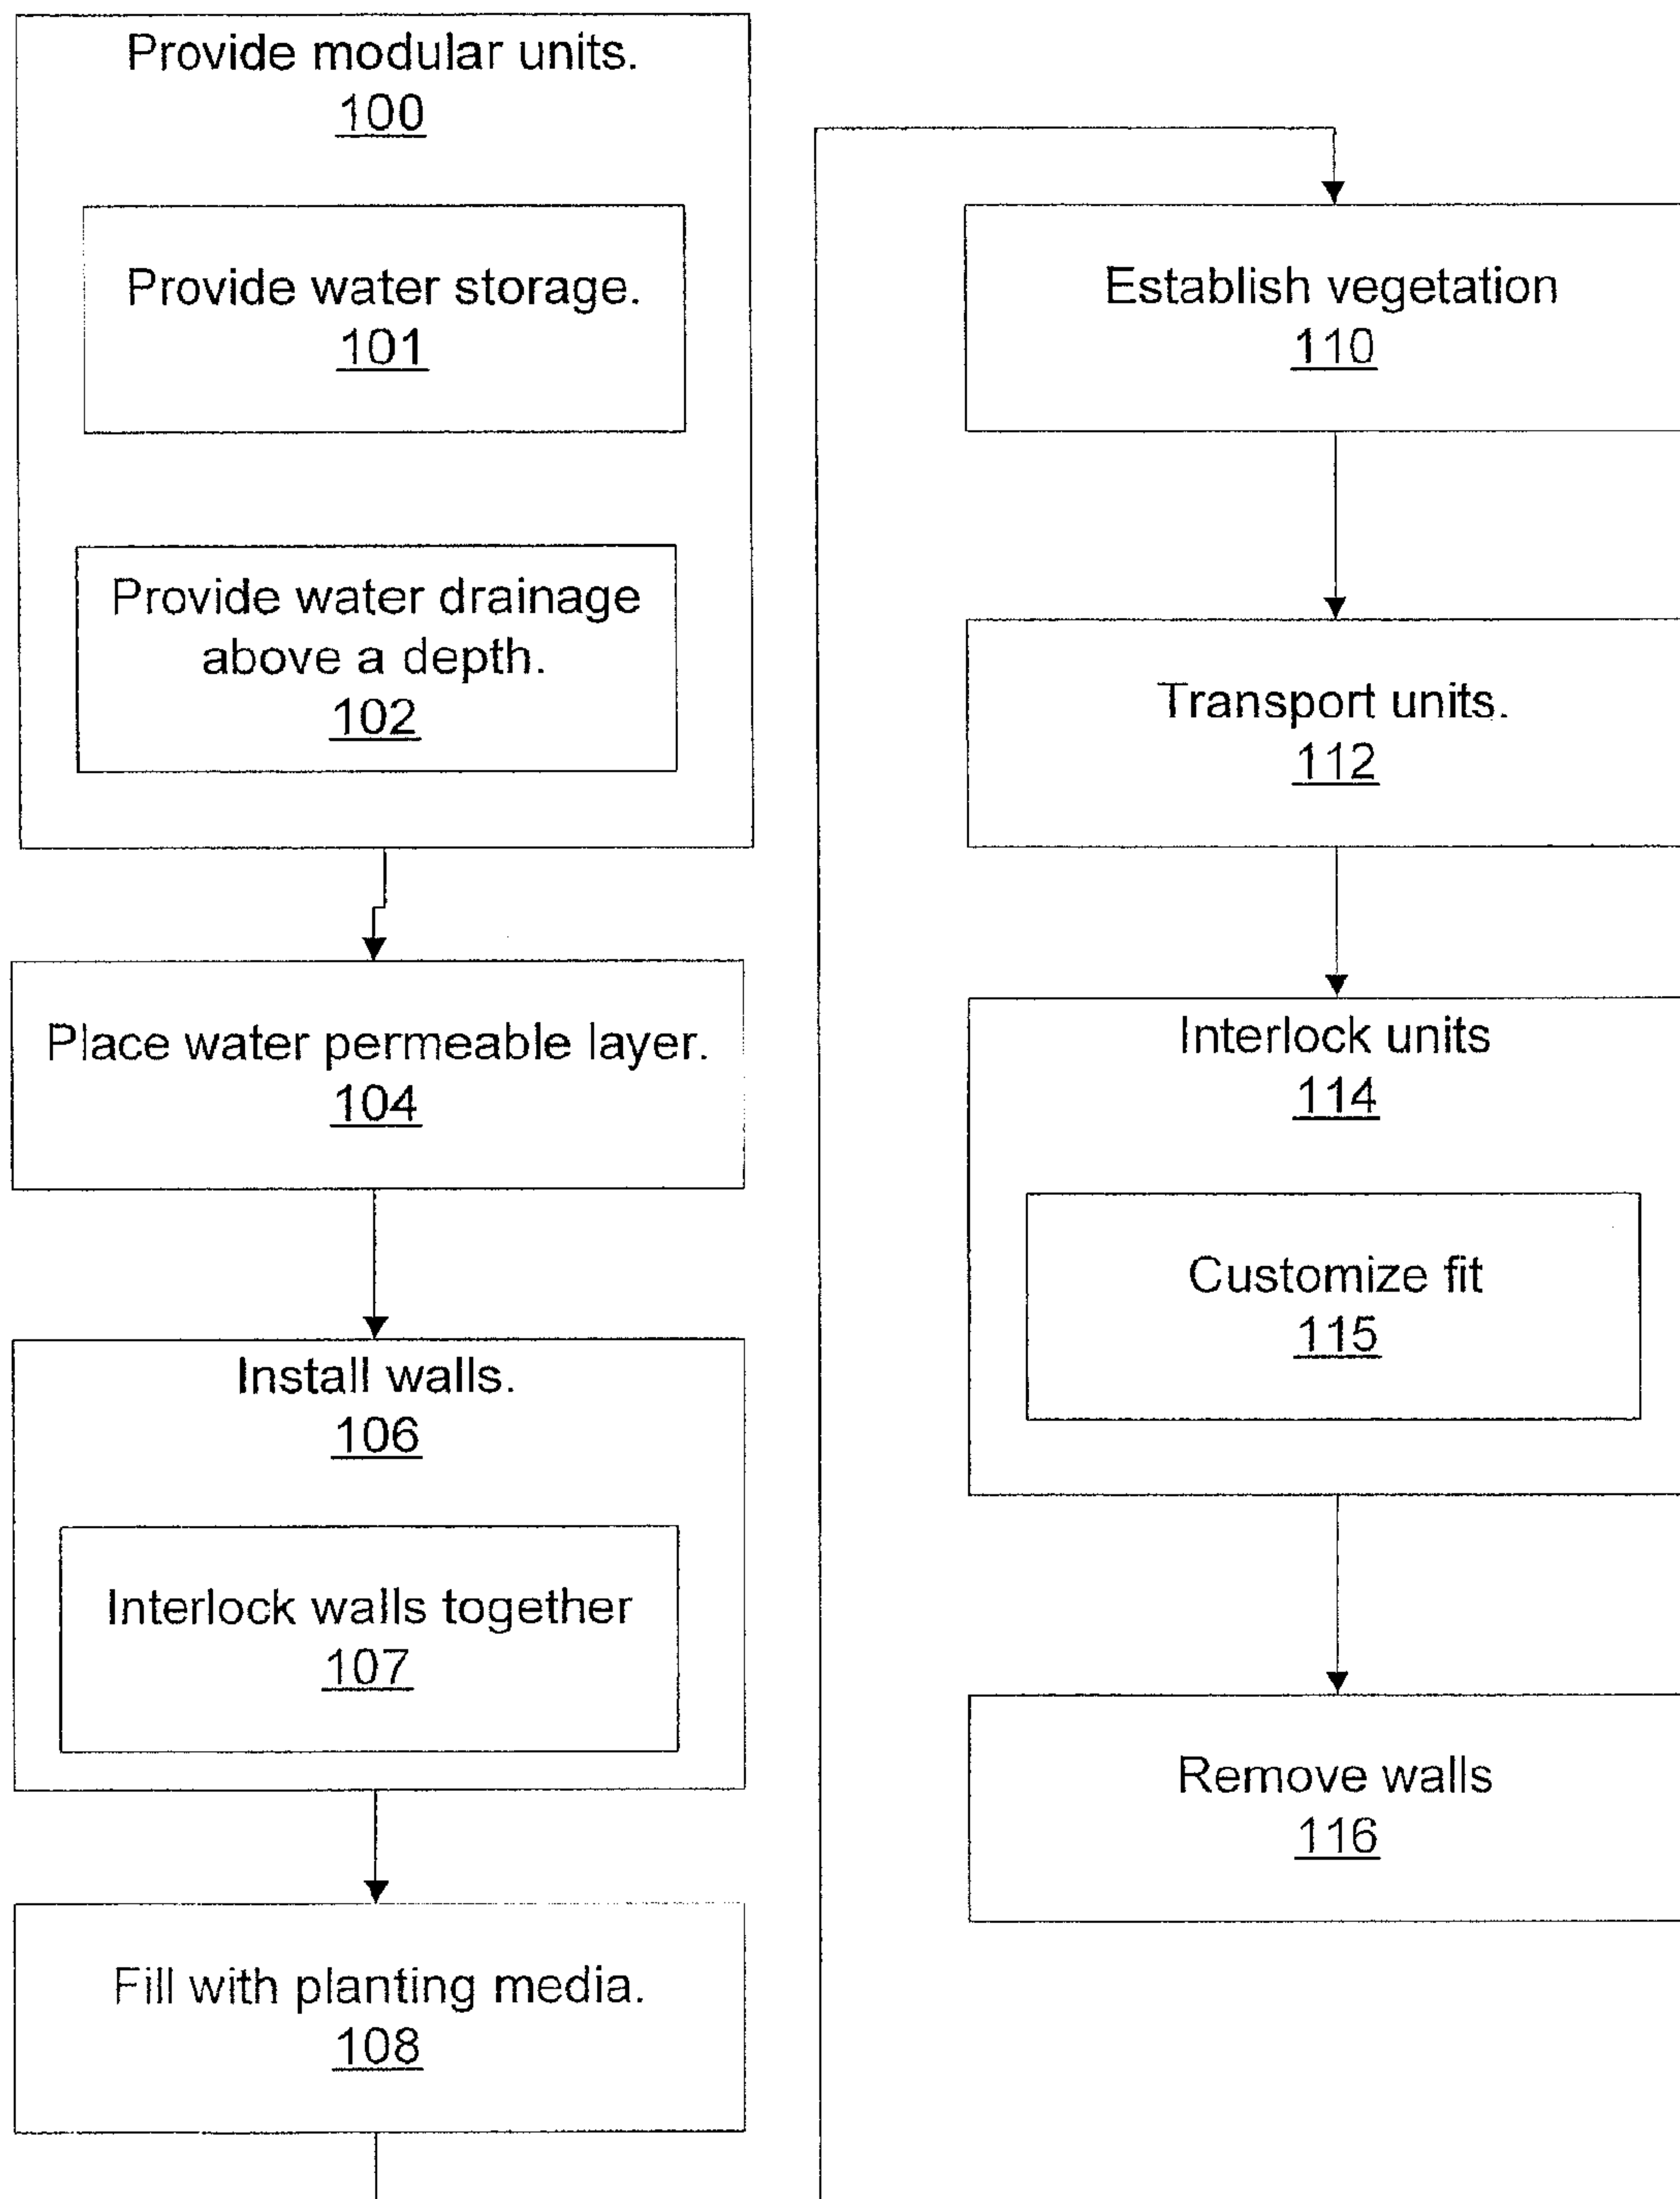 Provide modular units.
100
Provide water storage.
101
Provide water drainage
above a depth.
102
Place water permeable layer.
104
Install walls.
106
Interlock walls together
107
Fill with planting media.
108
Establish vegetation
110
Transport units.
112
Interlock units
114
Customize fit
115
Remove walls
116